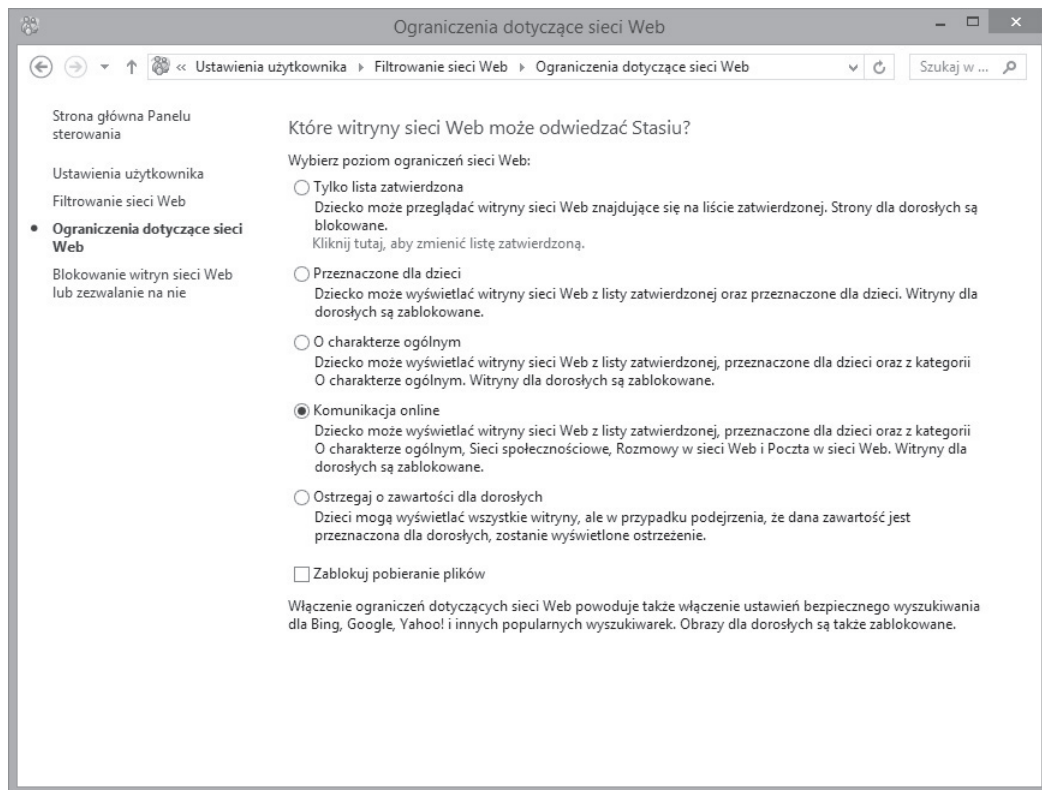 Ograniczenia dotyczące sieci Web
« Ustawienia użytkownika ▸ Filtrowanie sieci Web ▸ Ograniczenia dotyczące sieci Web
Szukaj w ...
Strona główna Panelu
sterowania
Ustawienia użytkownika
Filtrowanie sieci Web
• Ograniczenia dotyczące sieci
Web
Blokowanie witryn sieci Web
lub zezwalanie na nie
Które witryny sieci Web może odwiedzać Stasiu?
Wybierz poziom ograniczeń sieci Web:
Tylko lista zatwierdzona
Dziecko może przeglądać witryny sieci Web znajdujące się na liście zatwierdzonej. Strony dla dorosłych są
blokowane.
Kliknij tutaj, aby zmienić listę zatwierdzoną.
Przeznaczone dla dzieci
Dziecko może wyświetlać witryny sieci Web z listy zatwierdzonej oraz przeznaczone dla dzieci. Witryny dla
dorosłych są zablokowane.
O charakterze ogólnym
Dziecko może wyświetlać witryny sieci Web z listy zatwierdzonej, przeznaczone dla dzieci oraz z kategorii
O charakterze ogólnym. Witryny dla dorosłych są zablokowane.
Komunikacja online
Dziecko może wyświetlać witryny sieci Web z listy zatwierdzonej, przeznaczone dla dzieci oraz z kategorii
O charakterze ogólnym, Sieci społecznościowe, Rozmowy w sieci Web i Poczta w sieci Web. Witryny dla
dorosłych są zablokowane.
Ostrzegaj o zawartości dla dorosłych
Dzieci mogą wyświetlać wszystkie witryny, ale w przypadku podejrzenia, że dana zawartość jest
przeznaczona dla dorosłych, zostanie wyświetlone ostrzeżenie.
Zablokuj pobieranie plików
Włączenie ograniczeń dotyczących sieci Web powoduje także włączenie ustawień bezpiecznego wyszukiwania
dla Bing, Google, Yahoo! i innych popularnych wyszukiwarek. Obrazy dla dorosłych są także zablokowane.